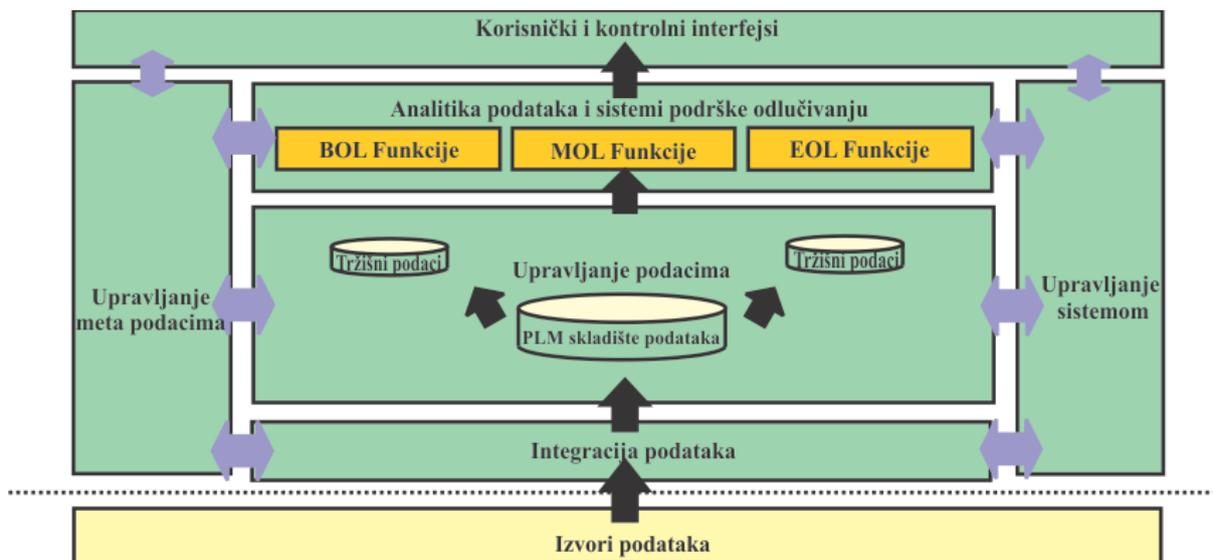 Korisnički i kontrolni interfejsi
Analitika podataka i sistemi podrške odlučivanju
BOL Funkcije
MOL Funkcije
EOL Funkcije
Tržišni podaci
Tržišni podaci
Upravljanje podacima
PLM skladište podataka
Upravljanje
meta podacima
Upravljanje
sistemom
Integracija podataka
Izvori podataka